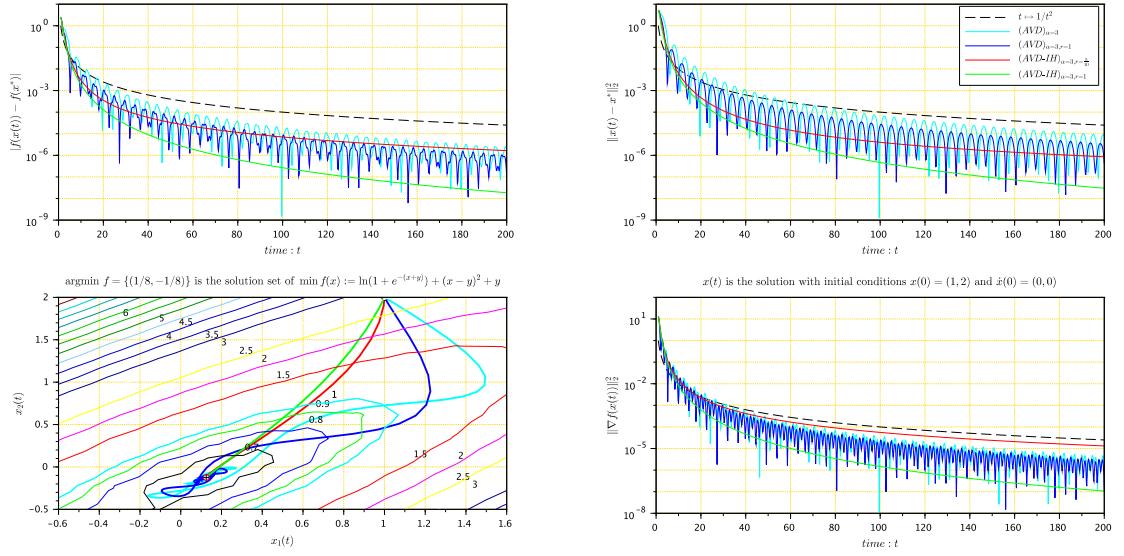 10^0
10^-3
10^-6
10^-9
|f(x(t)) − f(x*)|
0 20 40 60 80 100 120 140 160 180 200
time : t
10^0
10^-3
10^-6
10^-9
||x(t) − x*||_2^2
0 20 40 60 80 100 120 140 160 180 200
time : t
t ↦ 1/t^2
(AVD)_{α=3}
(AVD)_{α=3,r=1}
(AVD-IH)
(AVD-IH)_{α=3,r=1}
argmin f = {(1/8, −1/8)} is the solution set of min f(x) := ln(1 + e^{−(x+y)}) + (x − y)^2 + y
2
1.5
1
0.5
0
−0.5
x_2(t)
−0.6 −0.4 −0.2 0 0.2 0.4 0.6 0.8 1 1.2 1.4 1.6
x_1(t)
6
5
4.5
4
3.5
3
2.5
2
1.5
1
0.9
0.8
0.7
1.5
2
2.5
3
x(t) is the solution with initial conditions x(0) = (1, 2) and ẋ(0) = (0, 0)
10^1
10^-2
10^-5
10^-8
||∇f(x(t))||_2^2
0 20 40 60 80 100 120 140 160 180 200
time : t